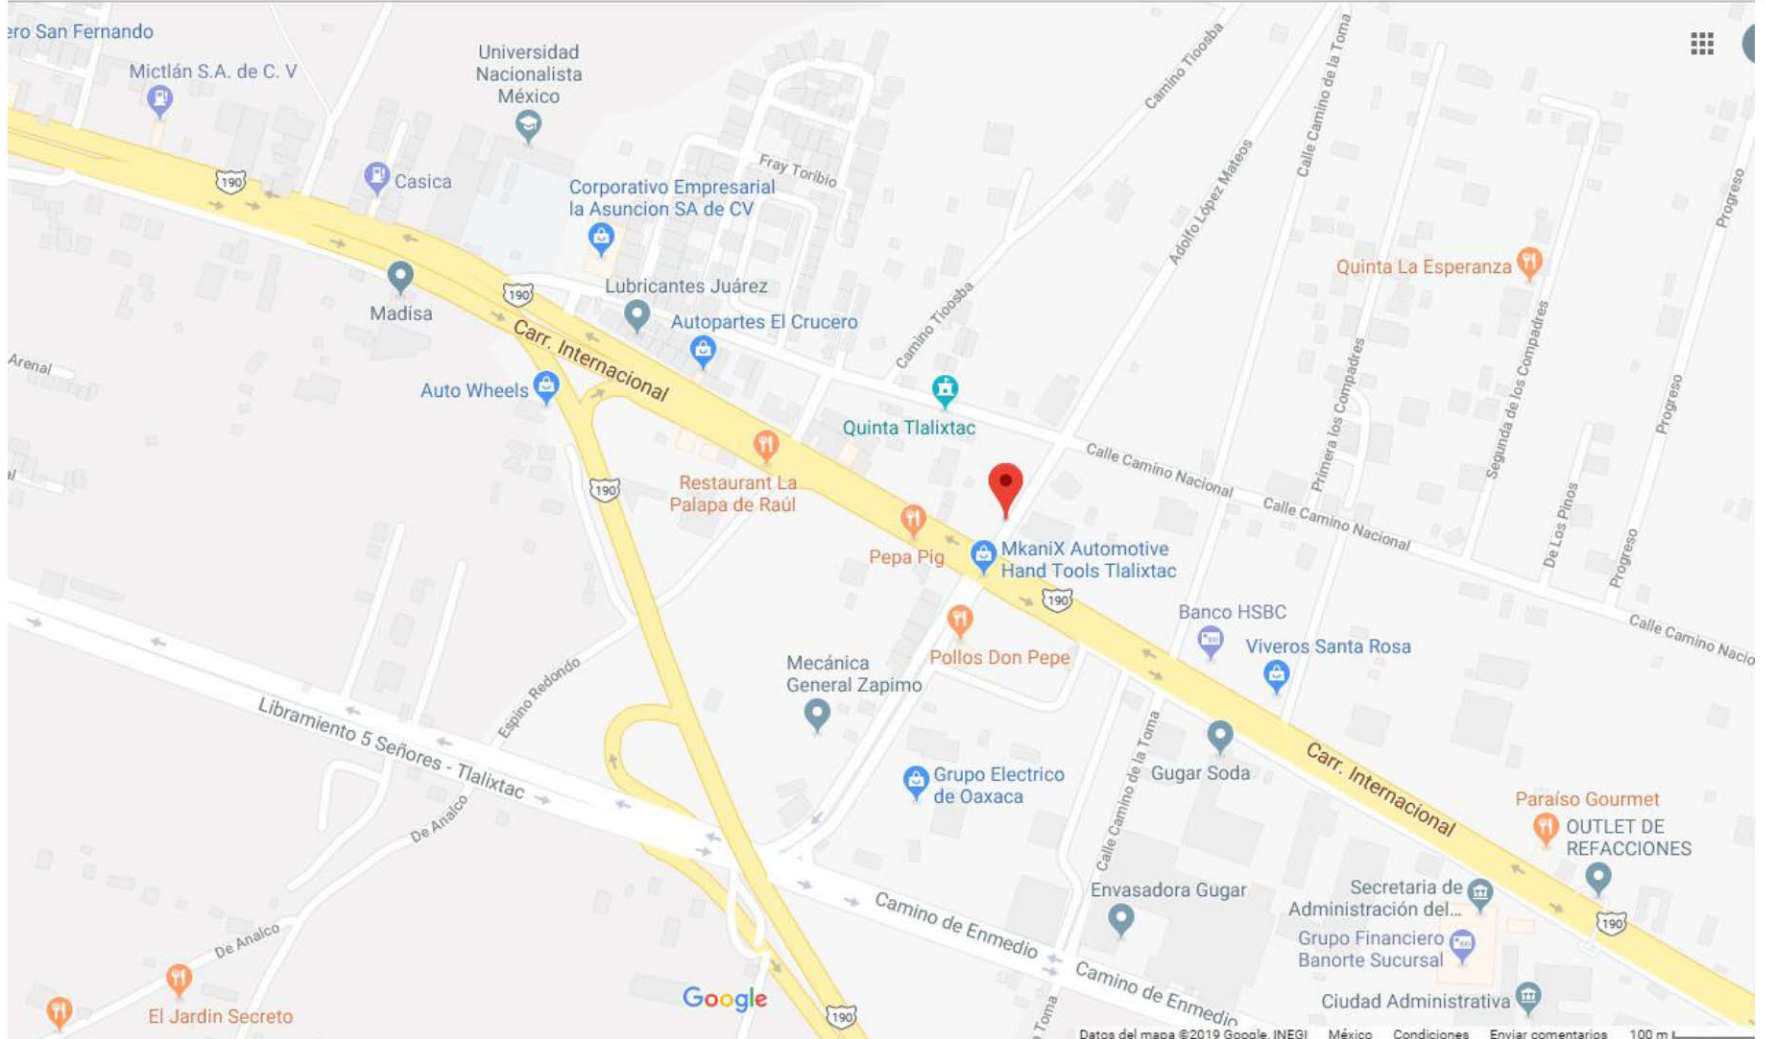 ero San Fernando
Mictlán S.A. de C. V
Universidad
Nacionalista
México
190
Casica
Corporativo Empresarial
la Asuncion SA de CV
Fray Toribio
Camino Tioosba
Calle Camino de la Toma
Adolfo López Mateos
Progreso
Quinta La Esperanza
Madisa
190
Lubricantes Juárez
Autopartes El Crucero
Carr. Internacional
Camino Tioosba
Arenal
Auto Wheels
Quinta Tlalixtac
Primera los Compadres
Segunda de los Compadres
Progreso
Restaurant La
Palapa de Raúl
190
Calle Camino Nacional
Calle Camino Nacional
De Los Pinos
Progreso
Pepa Pig
MkaniX Automotive
Hand Tools Tlalixtac
190
Banco HSBC
Viveros Santa Rosa
Calle Camino Nacio
Pollos Don Pepe
Mecánica
General Zapimo
Espino Redondo
Libramiento 5 Señores - Tlalixtac
De Analco
Grupo Electrico
de Oaxaca
Calle Camino de la Toma
Gugar Soda
Carr. Internacional
Paraíso Gourmet
OUTLET DE
REFACCIONES
Envasadora Gugar
Secretaria de
Administración del...
Grupo Financiero
Banorte Sucursal
190
Camino de Enmedio
Camino de Enmedio
De Analco
El Jardin Secreto
Google
190
Toma
Ciudad Administrativa
Datos del mapa ©2019 Google, INEGI México Condiciones Enviar comentarios 100 m